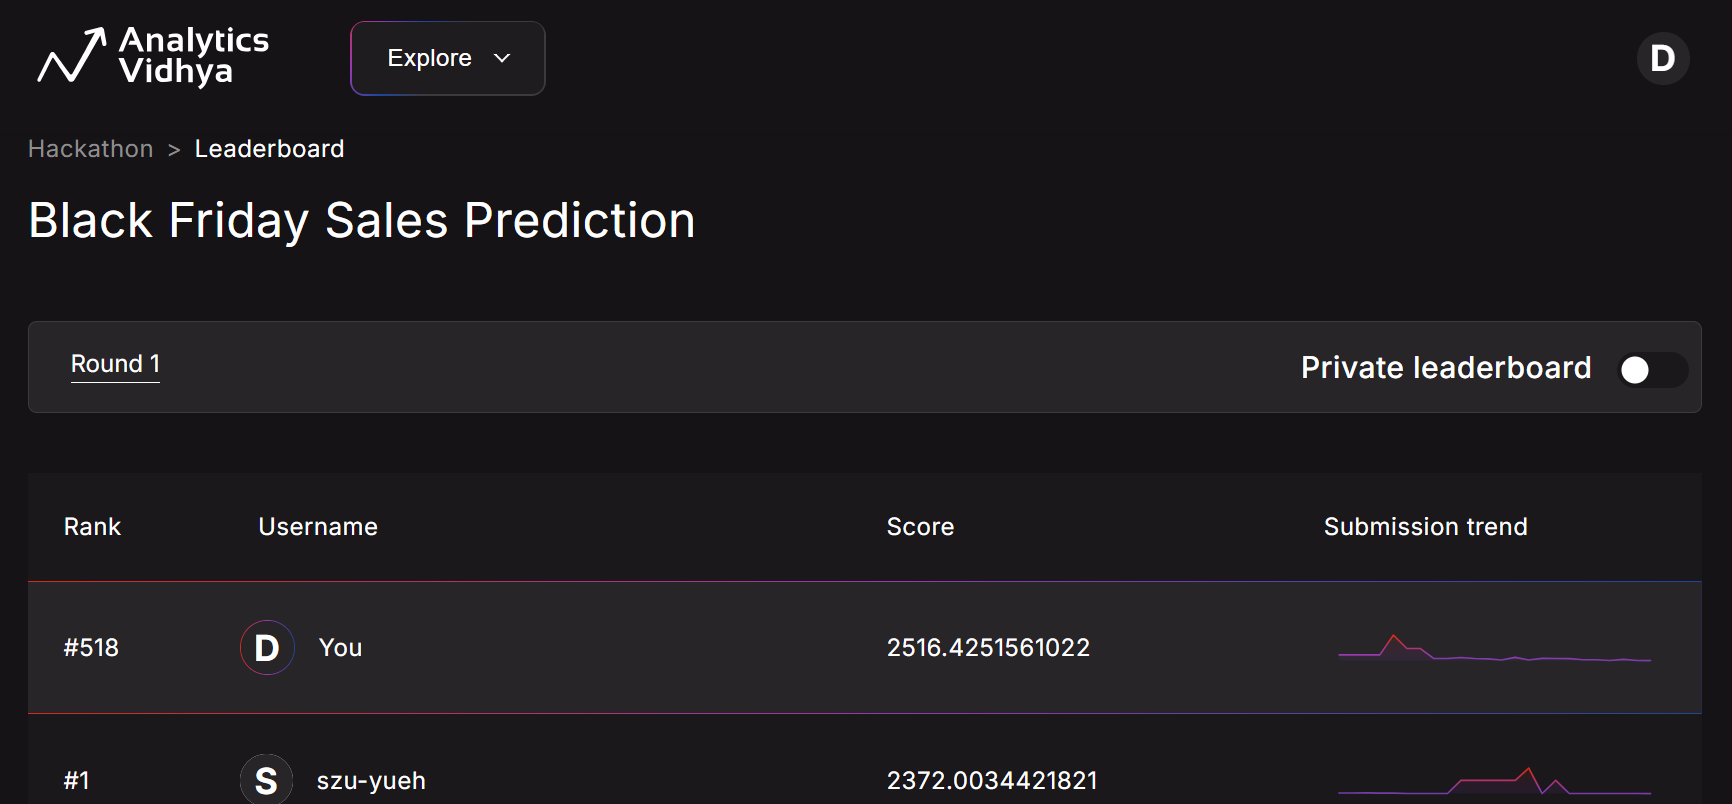 Analytics
Vidhya
Explore
D
Hackathon > Leaderboard
Black Friday Sales Prediction
Round 1
Private leaderboard
Rank Username Score Submission trend
#518 D You 2516.4251561022
#1 S szu-yueh 2372.0034421821